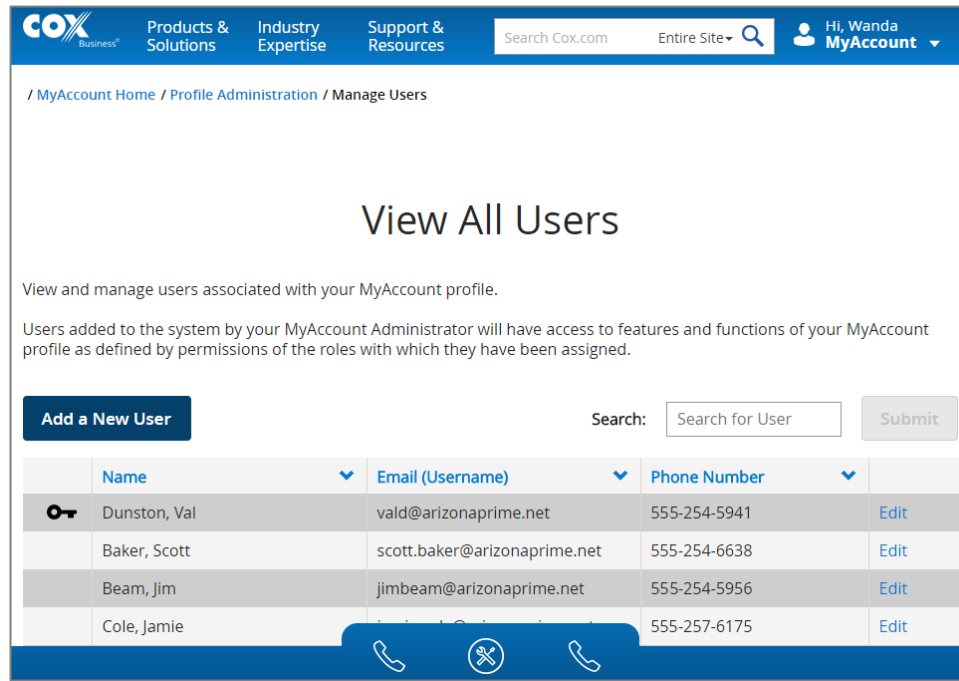 COX Business®
Products & Solutions
Industry Expertise
Support & Resources
Search Cox.com Entire Site
Hi, Wanda
MyAccount
/ MyAccount Home / Profile Administration / Manage Users
View All Users
View and manage users associated with your MyAccount profile.
Users added to the system by your MyAccount Administrator will have access to features and functions of your MyAccount
profile as defined by permissions of the roles with which they have been assigned.
Add a New User Search: Search for User Submit
Name Email (Username) Phone Number
Dunston, Val vald@arizonaprime.net 555-254-5941 Edit
Baker, Scott scott.baker@arizonaprime.net 555-254-6638 Edit
Beam, Jim jimbeam@arizonaprime.net 555-254-5956 Edit
Cole, Jamie 555-257-6175 Edit